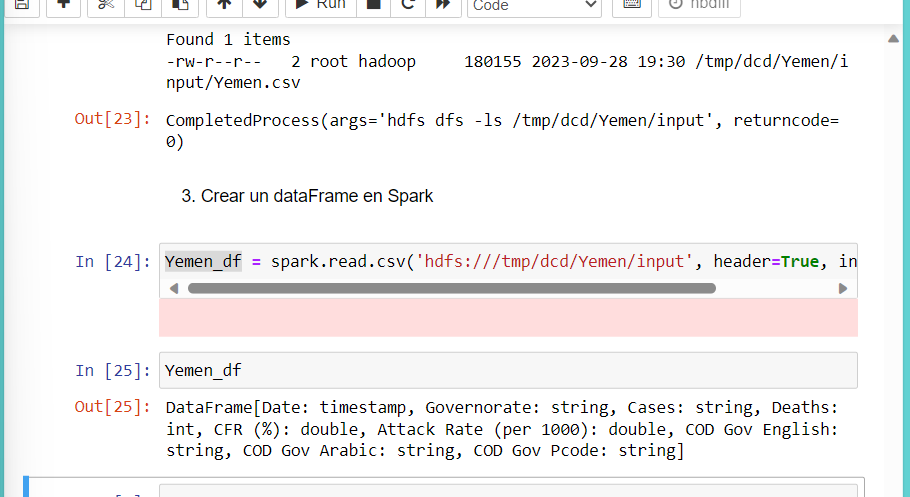 Run
Code
nbdiff
Found 1 items
-rw-r--r--   2 root hadoop     180155 2023-09-28 19:30 /tmp/dcd/Yemen/i
nput/Yemen.csv
Out[23]: CompletedProcess(args='hdfs dfs -ls /tmp/dcd/Yemen/input', returncode=
0)
3. Crear un dataFrame en Spark
In [24]: Yemen_df = spark.read.csv('hdfs:///tmp/dcd/Yemen/input', header=True, in
In [25]: Yemen_df
Out[25]: DataFrame[Date: timestamp, Governorate: string, Cases: string, Deaths:
int, CFR (%): double, Attack Rate (per 1000): double, COD Gov English:
string, COD Gov Arabic: string, COD Gov Pcode: string]